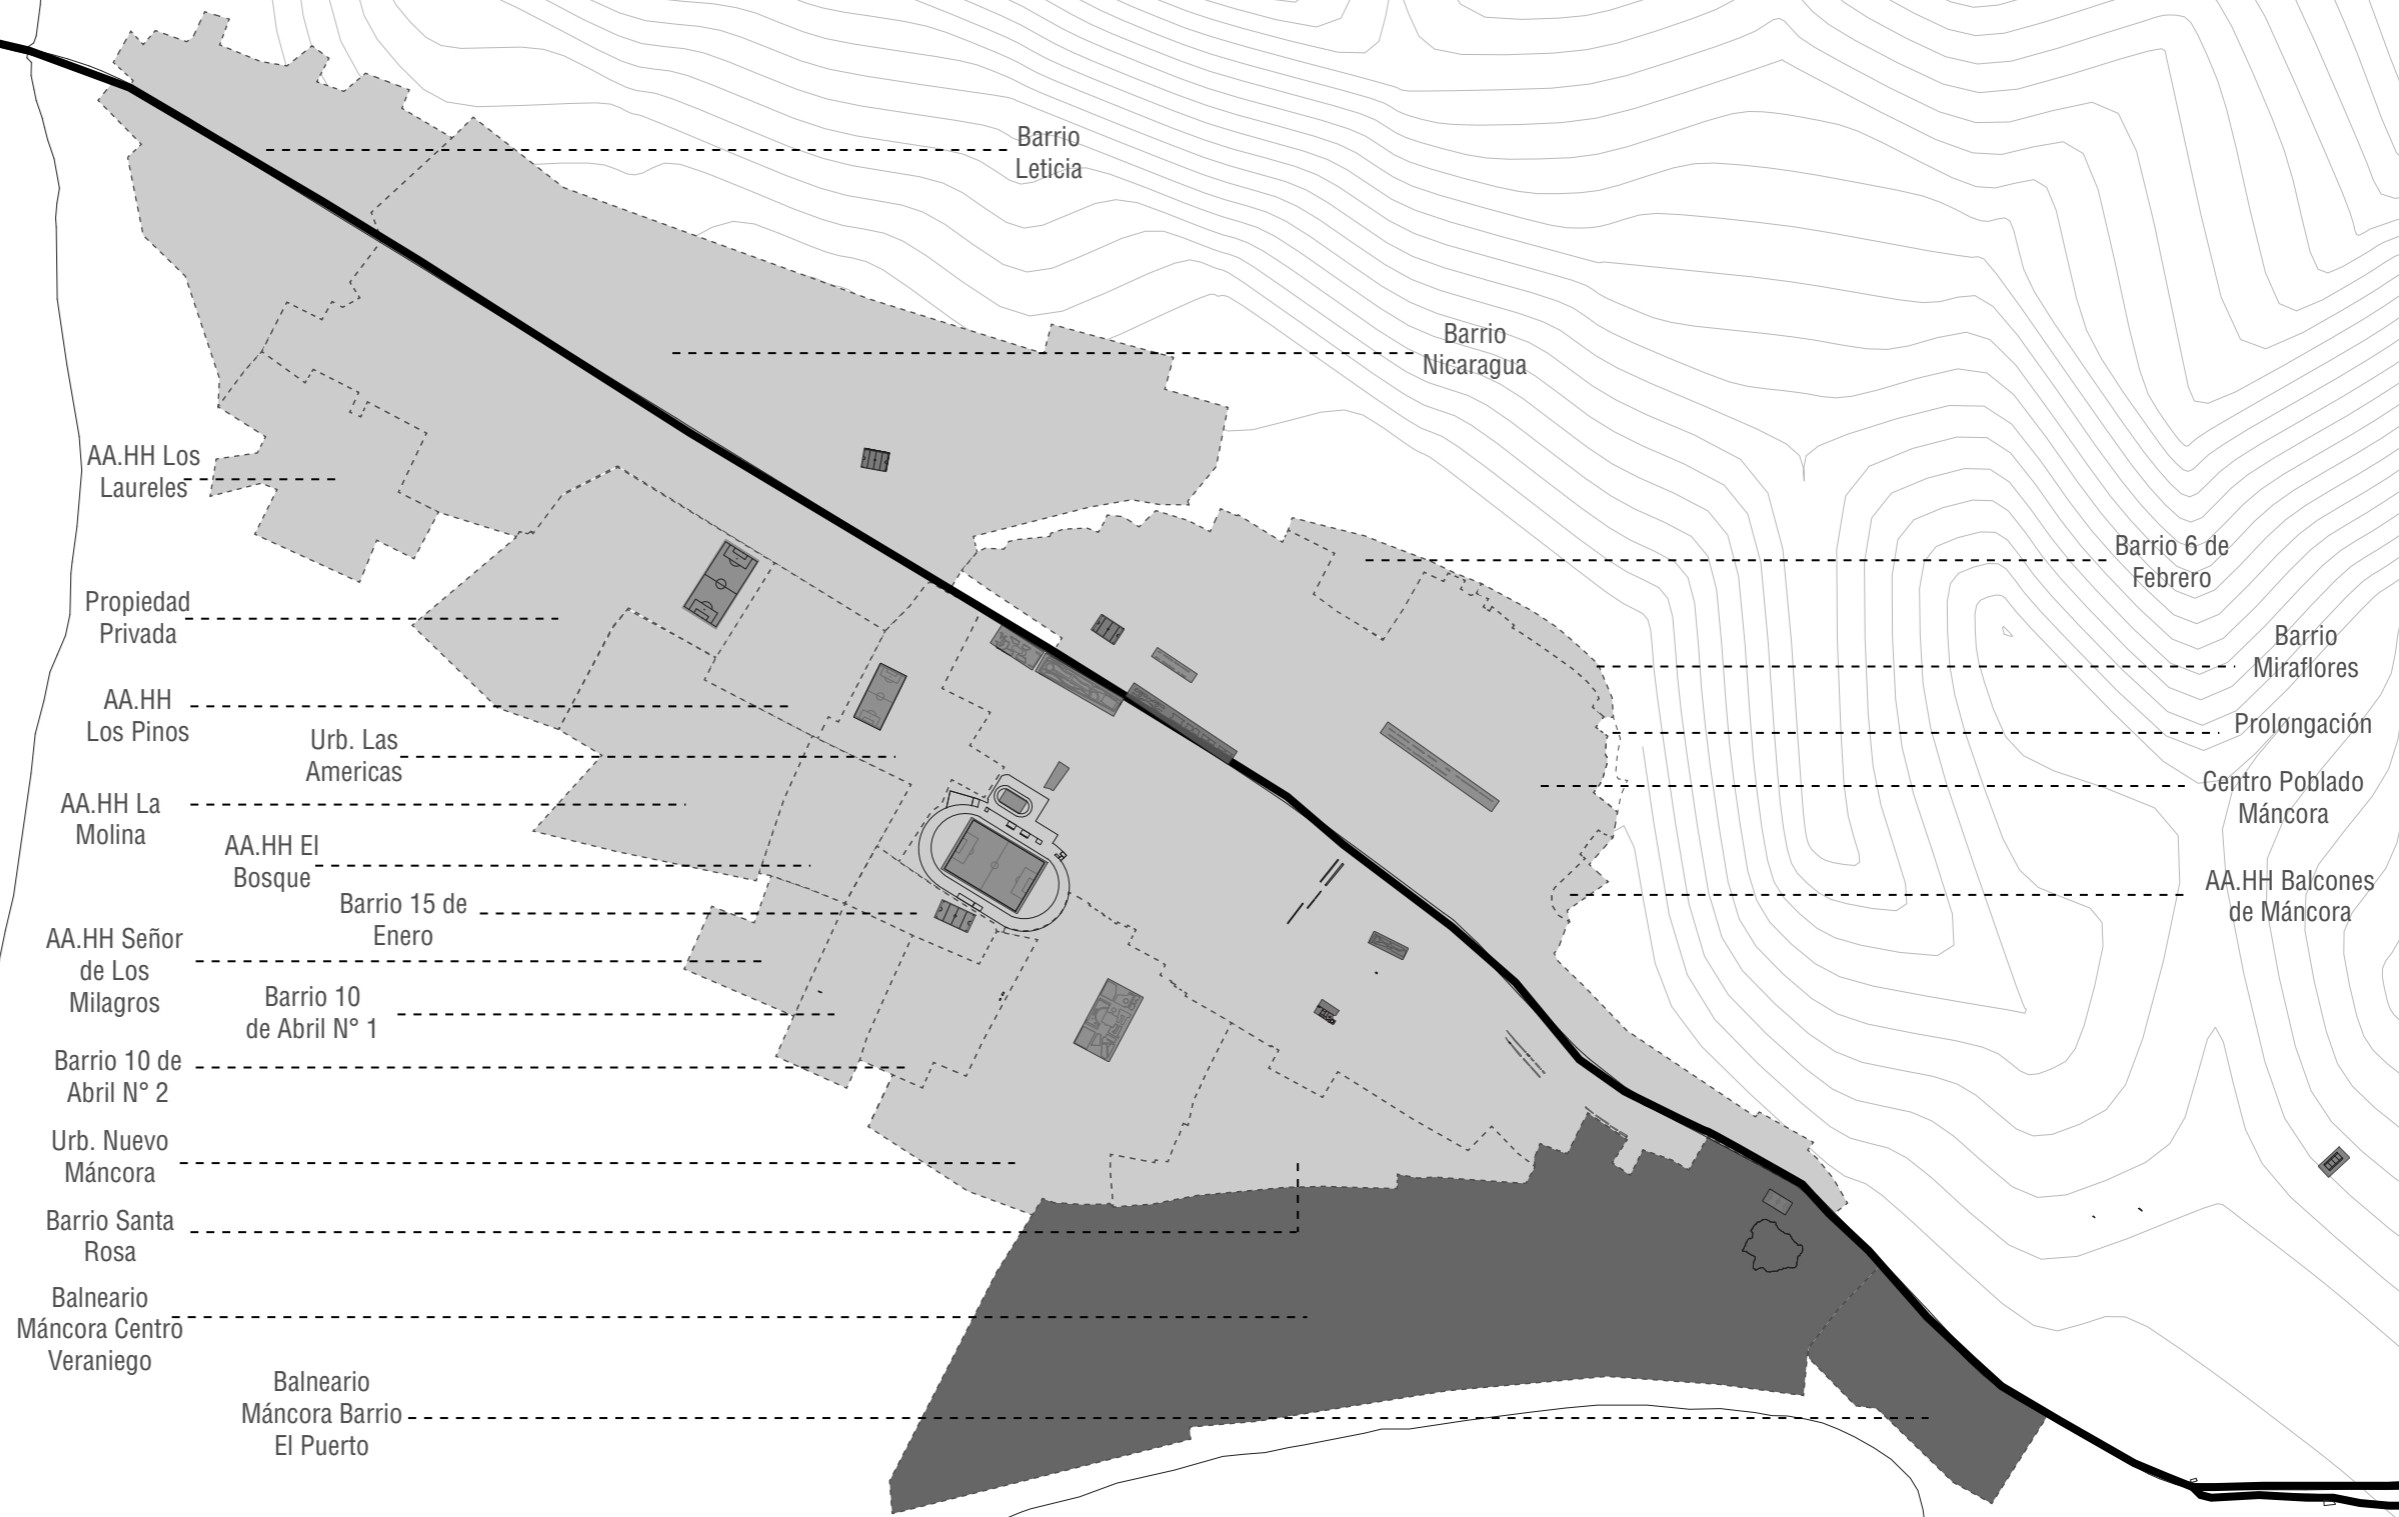 Barrio
Leticia
Barrio
Nicaragua
AA.HH Los
Laureles
Barrio 6 de
Febrero
Propiedad
Privada
Barrio
Miraflores
AA.HH
Los Pinos
Prolongación
Urb. Las
Americas
Centro Poblado
Máncora
AA.HH La
Molina
AA.HH El
Bosque
AA.HH Balcones
de Máncora
Barrio 15 de
Enero
AA.HH Señor
de Los
Milagros
Barrio 10
de Abril N° 1
Barrio 10 de
Abril N° 2
Urb. Nuevo
Máncora
Barrio Santa
Rosa
Balneario
Máncora Centro
Veraniego
Balneario
Máncora Barrio
El Puerto